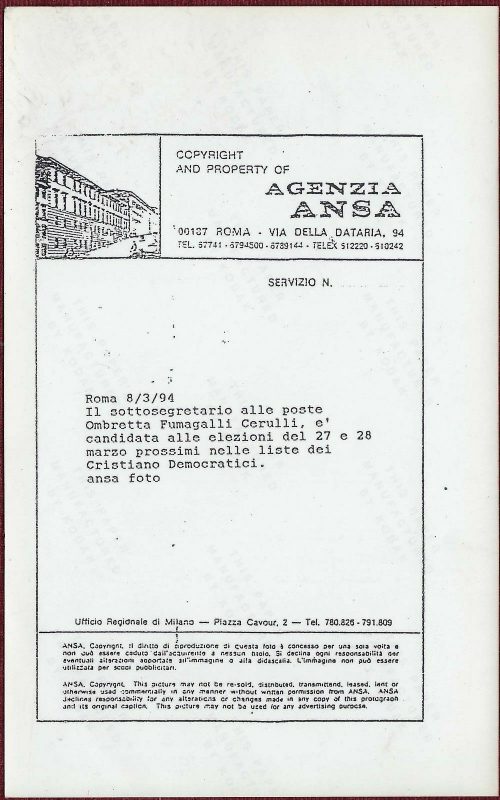 COPYRIGHT
AND PROPERTY OF
AGENZIA
ANSA
00187 ROMA - VIA DELLA DATARIA, 94
TEL. 67741 - 6794500 - 6789144 - TELEX 612220 - 610242
SERVIZIO N.
Roma 8/3/94
Il sottosegretario alle poste
Ombretta Fumagalli Cerulli, e'
candidata alle elezioni del 27 e 28
marzo prossimi nelle liste dei
Cristiano Democratici.
ansa foto
Ufficio Regionale di Milano — Piazza Cavour, 2 — Tel. 780.826 - 791.809
ANSA, Copyright. Il diritto di riproduzione di questa foto è concesso per una sola volta e
non può essere ceduto dall'acquirente a nessun titolo. Si declina ogni responsabilità per
eventuali alterazioni apportate all'immagine o alla didascalia. L'immagine non può essere
utilizzata per scopi pubblicitari.
ANSA, Copyright. This picture may not be re-sold, distributed, transmitted, leased, lent or
otherwise used commercially in any manner without written permission from ANSA. ANSA
declines responsability for any alterations or changes made in any copy of this photograph
and its original caption. This picture may not be used for any advertising purpose.